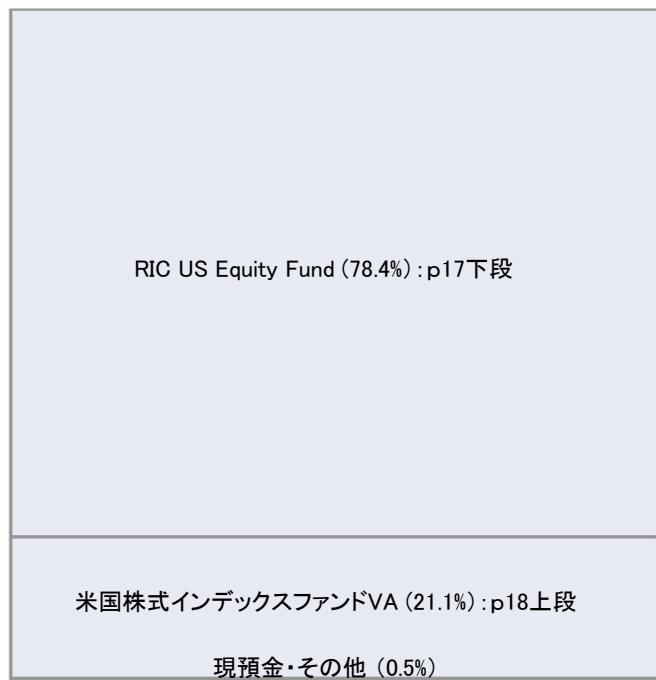 RIC US Equity Fund (78.4%):p17下段
米国株式インデックスファンドVA (21.1%):p18上段
現預金・その他 (0.5%)